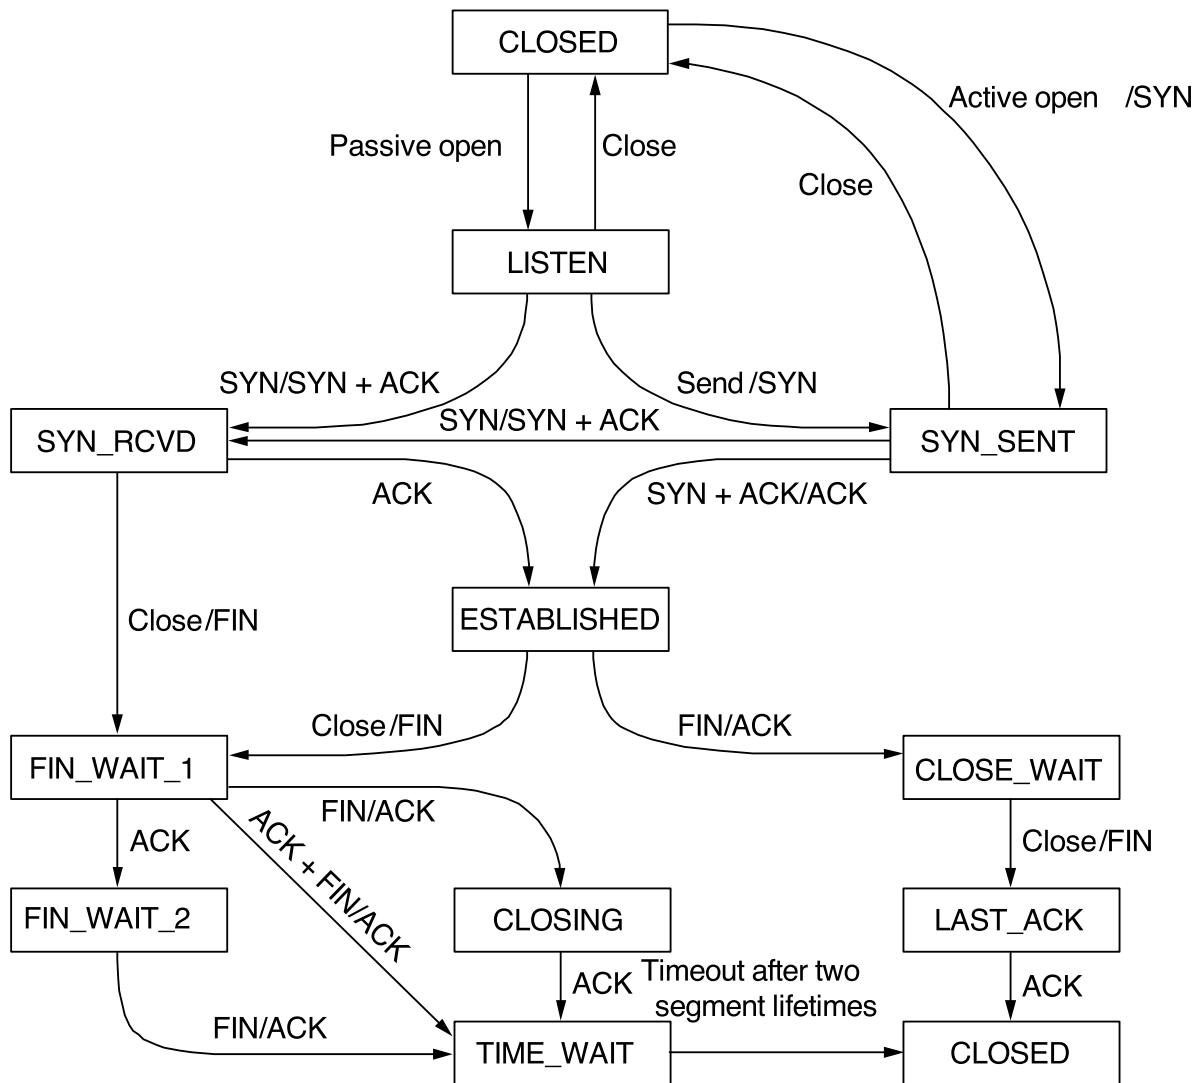 CLOSED
Active open /SYN
Passive open
Close
Close
LISTEN
SYN/SYN + ACK
Send /SYN
SYN/SYN + ACK
SYN_RCVD
SYN_SENT
ACK
SYN + ACK/ACK
Close /FIN
ESTABLISHED
Close /FIN
FIN/ACK
FIN_WAIT_1
CLOSE_WAIT
FIN/ACK
ACK
ACK + FIN/ACK
Close /FIN
FIN_WAIT_2
CLOSING
LAST_ACK
ACK
Timeout after two
segment lifetimes
ACK
FIN/ACK
TIME_WAIT
CLOSED